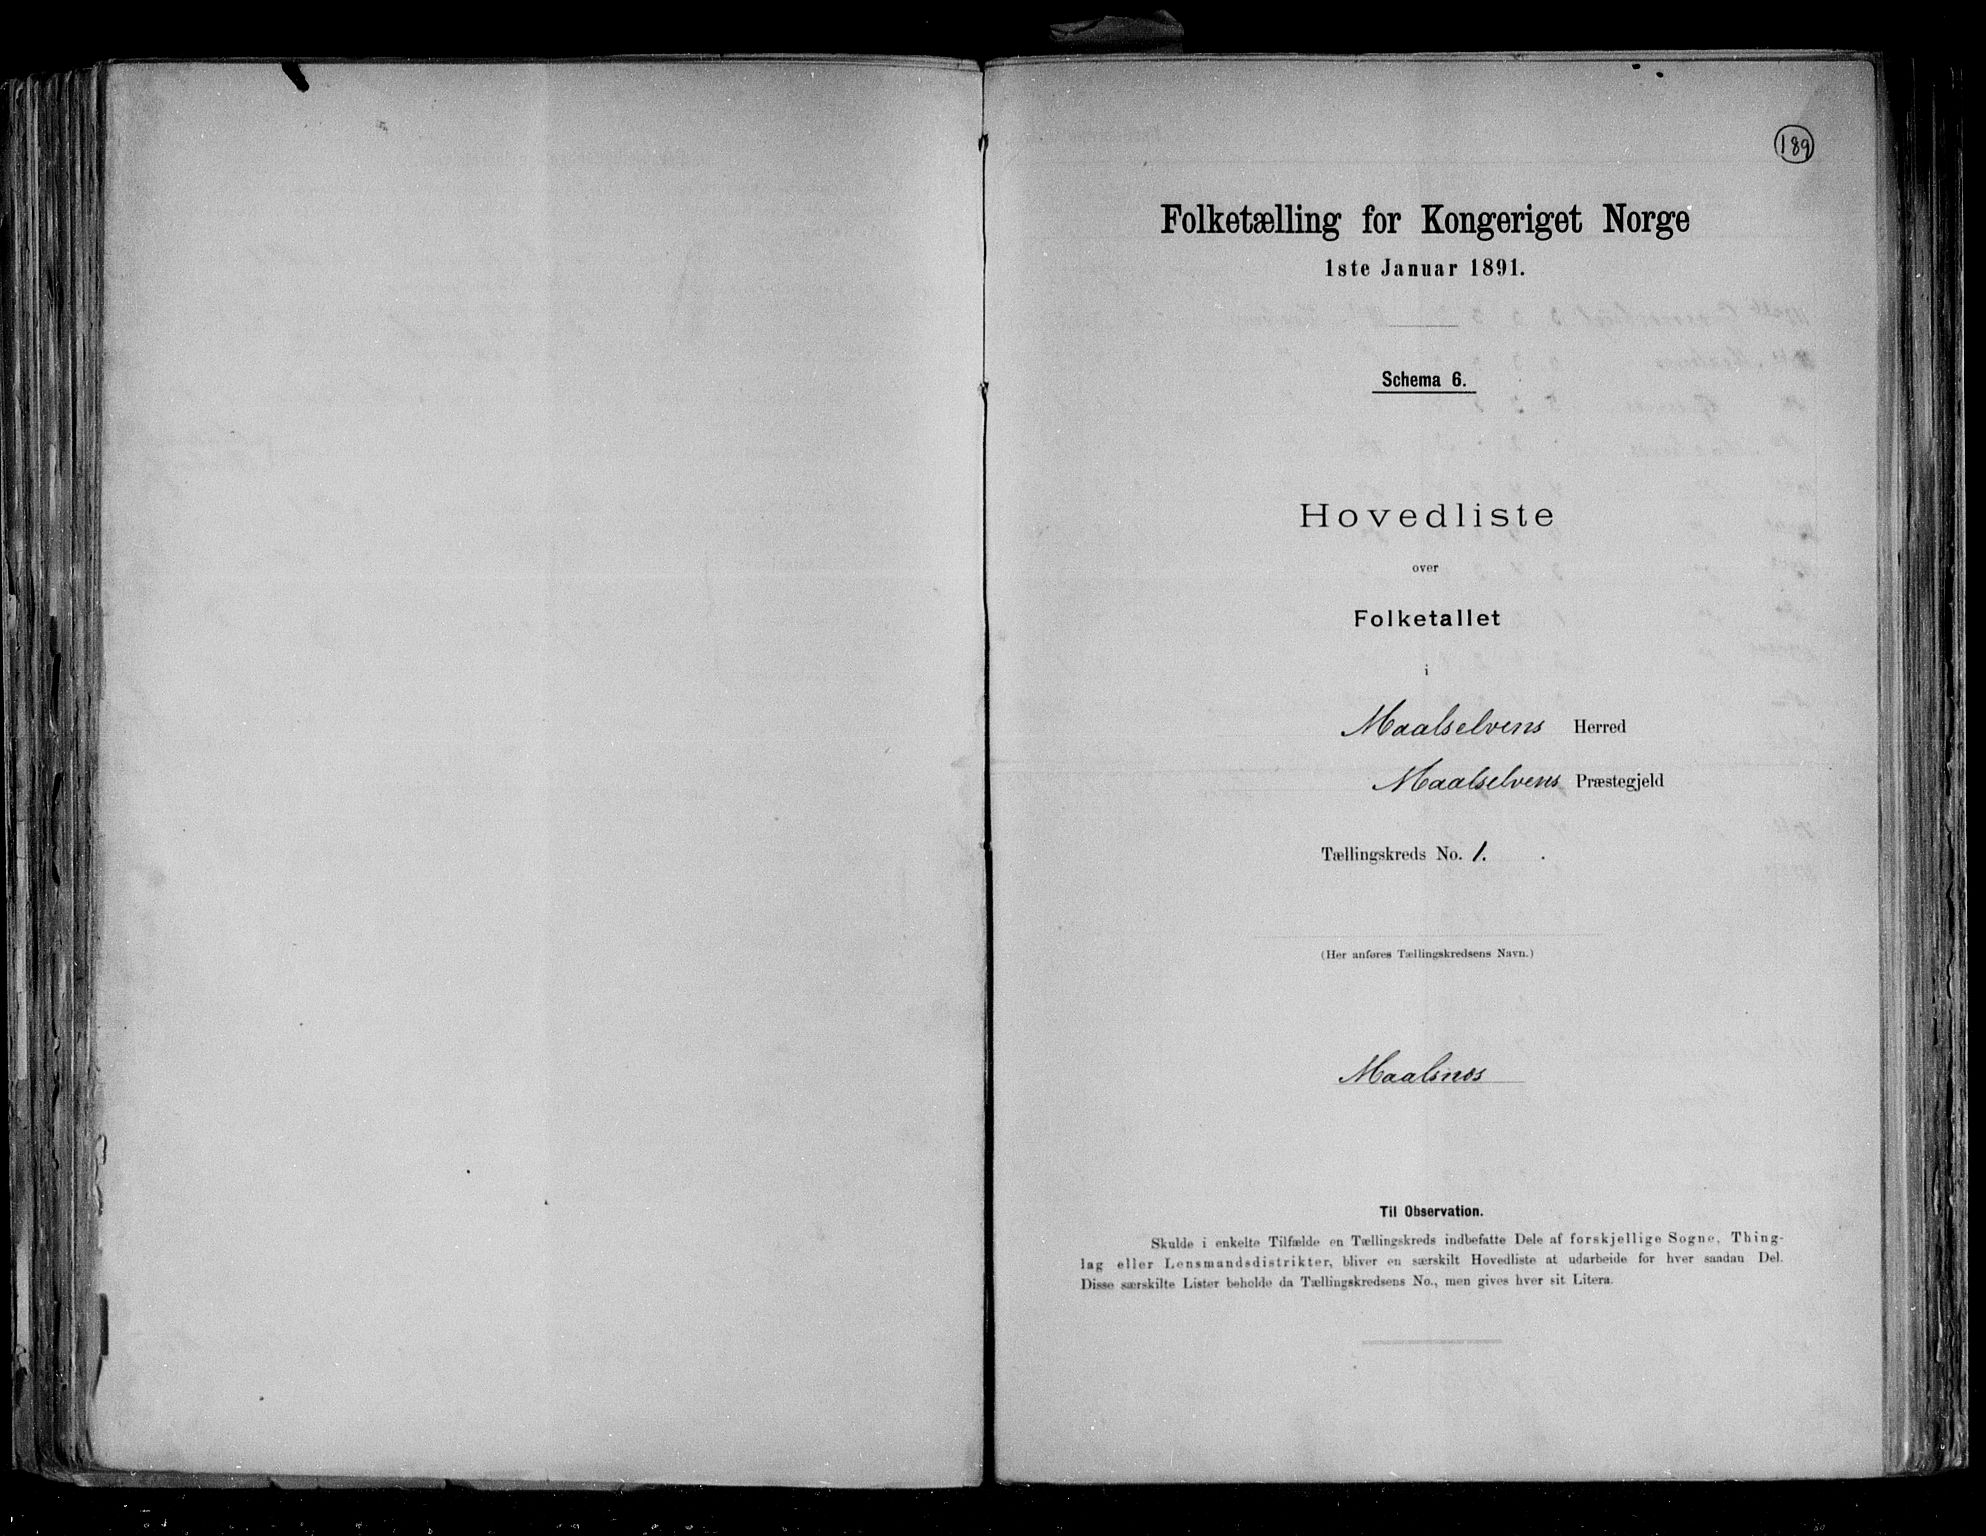 189
Folketælling for Kongeriget Norge
1ste Januar 1891.
Schema 6.
Hovedliste
over
Folketallet
i
Maalselvens Herred
Maalselvens Præstegjeld
Tællingskreds No. 1.
(Her anføres Tællingskredsens Navn.)
Maalsnes
Til Observation.
Skulde i enkelte Tilfælde en Tællingskreds indbefatte Dele af forskjellige Sogne, Thing-
lag eller Lensmandsdistrikter, bliver en særskilt Hovedliste at udarbeide for hver saadan Del.
Disse særskilte Lister beholde da Tællingskredsens No., men gives hver sit Litera.